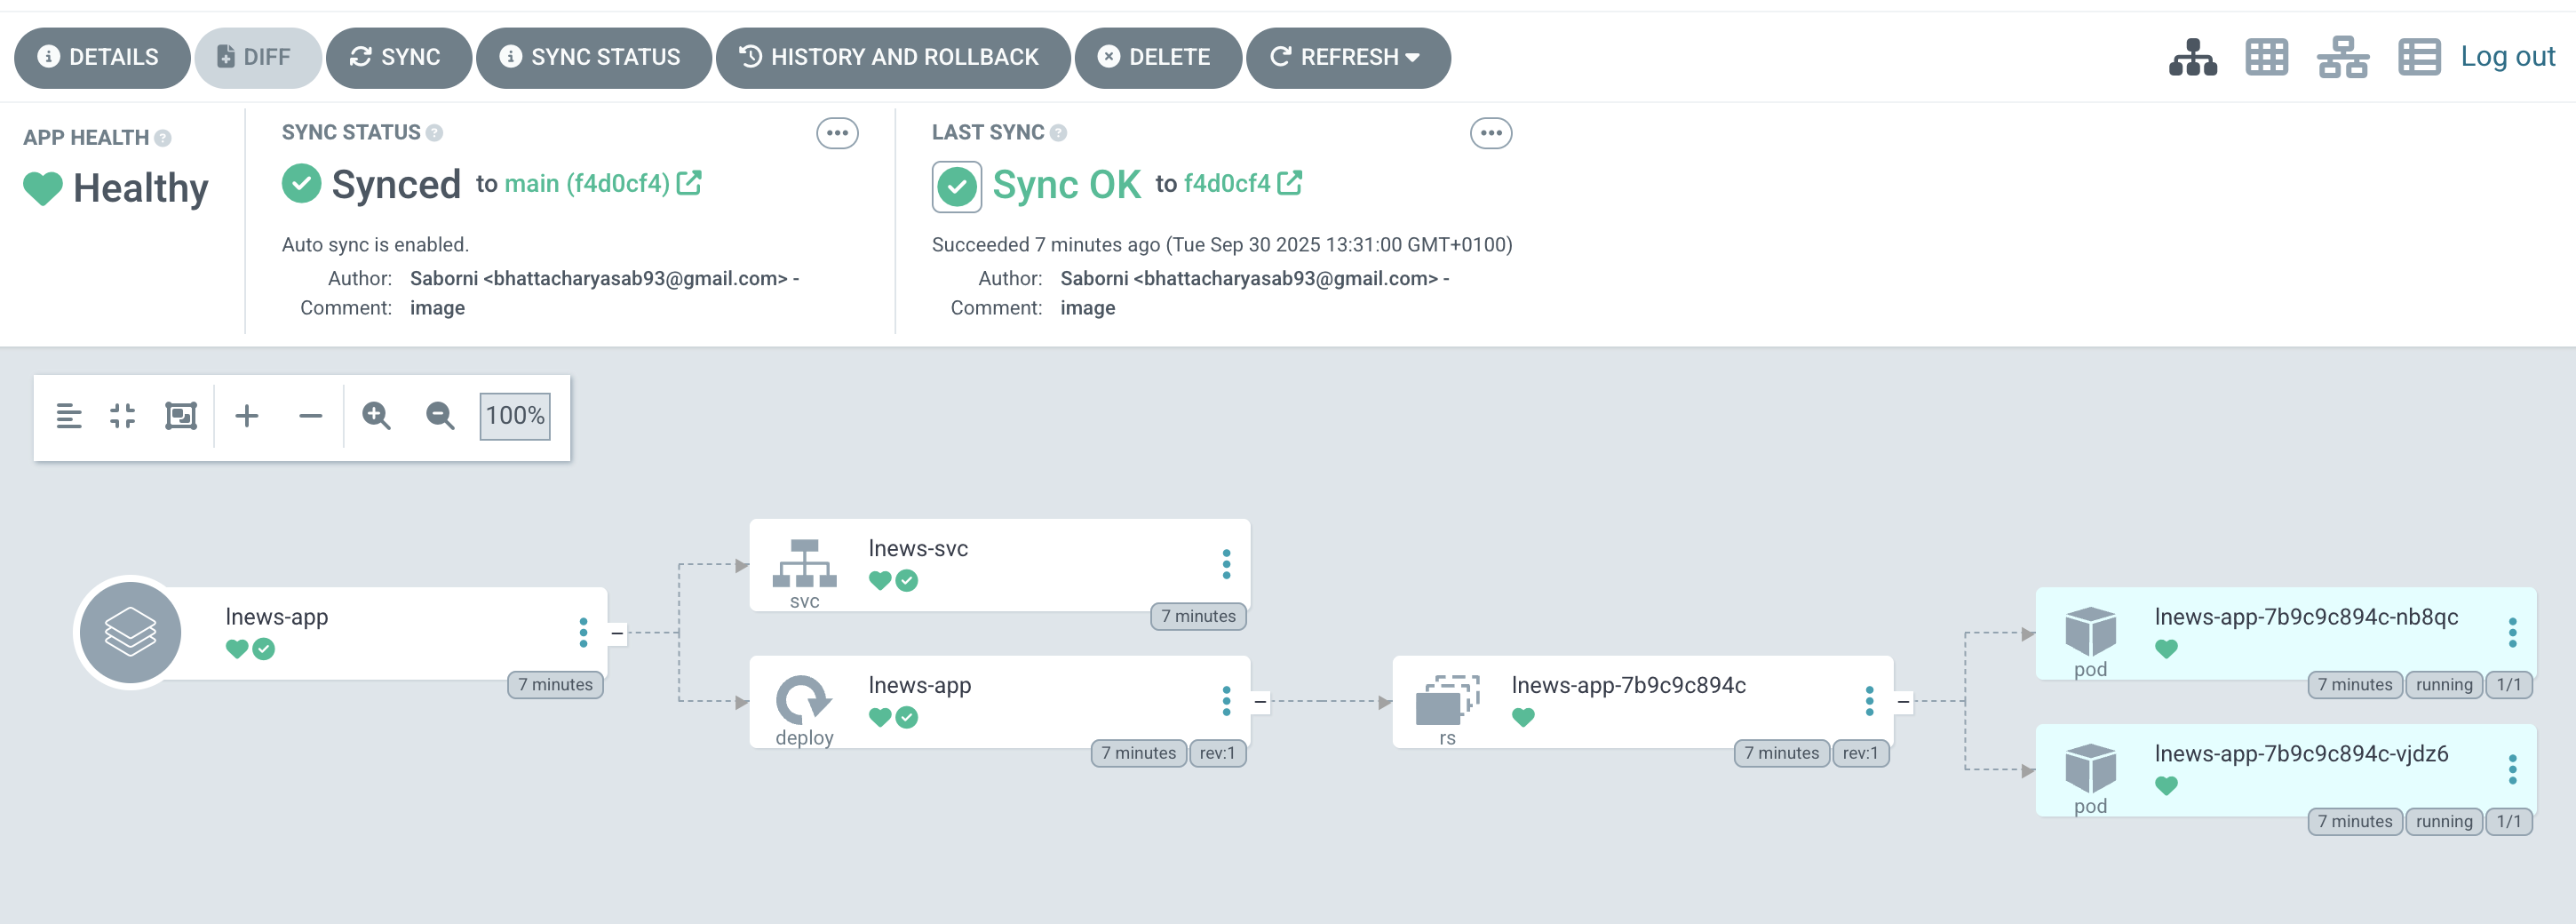 DETAILS DIFF SYNC SYNC STATUS HISTORY AND ROLLBACK DELETE REFRESH Log out
APP HEALTH ?
Healthy
SYNC STATUS ?
Synced to main (f4d0cf4)
Auto sync is enabled.
Author: Saborni <bhattacharyasab93@gmail.com> -
Comment: image
LAST SYNC ?
Sync OK to f4d0cf4
Succeeded 7 minutes ago (Tue Sep 30 2025 13:31:00 GMT+0100)
Author: Saborni <bhattacharyasab93@gmail.com> -
Comment: image
100%
lnews-app
7 minutes
lnews-svc
svc
7 minutes
lnews-app
deploy
7 minutes rev:1
lnews-app-7b9c9c894c
rs
7 minutes rev:1
lnews-app-7b9c9c894c-nb8qc
pod
7 minutes running 1/1
lnews-app-7b9c9c894c-vjdz6
pod
7 minutes running 1/1